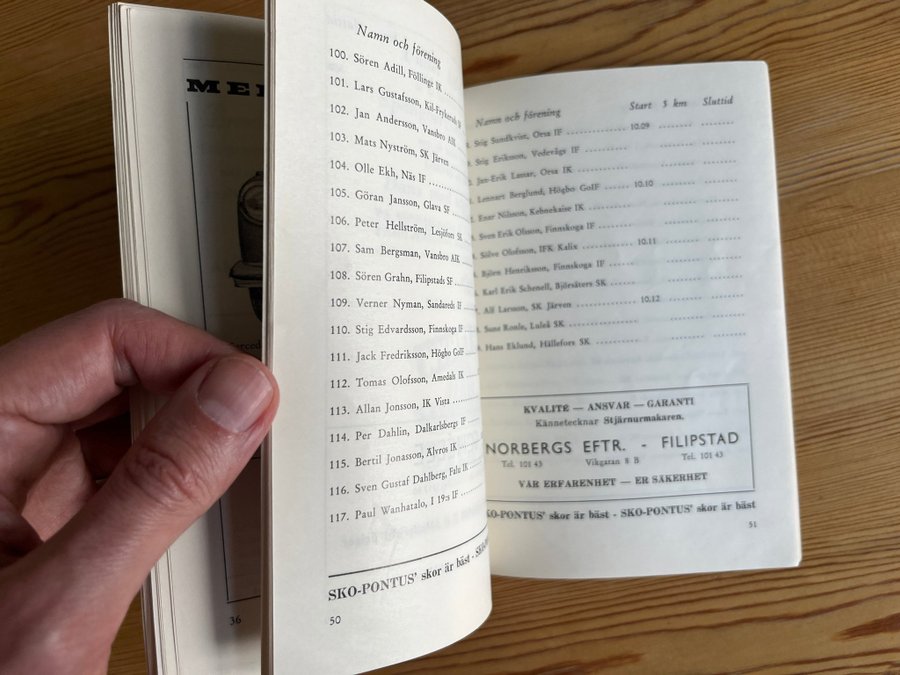 ME
erced
36
Namn och förening
100. Sören Adill, Föllinge IK
101. Lars Gustafsson, Kil-Frykeruds IF
102. Jan Andersson, Vansbro AIK
103. Mats Nyström, SK Järven
104. Olle Ekh, Näs IF
105. Göran Jansson, Glava SF
106. Peter Hellström, Lesjöfors SK
107. Sam Bergsman, Vansbro AIK
108. Sören Grahn, Filipstads SF
109. Verner Nyman, Sandareds IF
110. Stig Edvardsson, Finnskoga IF
111. Jack Fredriksson, Högbo GoIF
112. Tomas Olofsson, Åmedals IK
113. Allan Jonsson, IK Vista
114. Per Dahlin, Dalkarlsbergs IF
115. Bertil Jonasson, Älvros IK
116. Sven Gustaf Dahlberg, Falu IK
117. Paul Wanhatalo, I 19:s IF
SKO-PONTUS' skor är bäst - SKO
50
Namn och förening Start 5 km Sluttid
Stig Sundkvist, Orsa IF 10.09
Stig Eriksson, Vedevågs IF
Jan-Erik Lassar, Orsa IK
Lennart Berglund, Högbo GoIF 10.10
Enar Nilsson, Kebnekaise IK
Sven Erik Olsson, Finnskoga IF
Sölve Olofsson, IFK Kalix 10.11
Björn Henriksson, Finnskoga IF
Karl Erik Schenell, Björsäters SK
Alf Larsson, SK Järven 10.12
Sune Ronle, Luleå SK
Hans Eklund, Hällefors SK
KVALITÉ — ANSVAR — GARANTI
Kännetecknar Stjärnurmakaren.
NORBERGS EFTR. - FILIPSTAD
Tel. 101 43 Vikgatan 8 B Tel. 101 43
VÅR ERFARENHET — ER SÄKERHET
KO-PONTUS' skor är bäst - SKO-PONTUS' skor är bäst
51